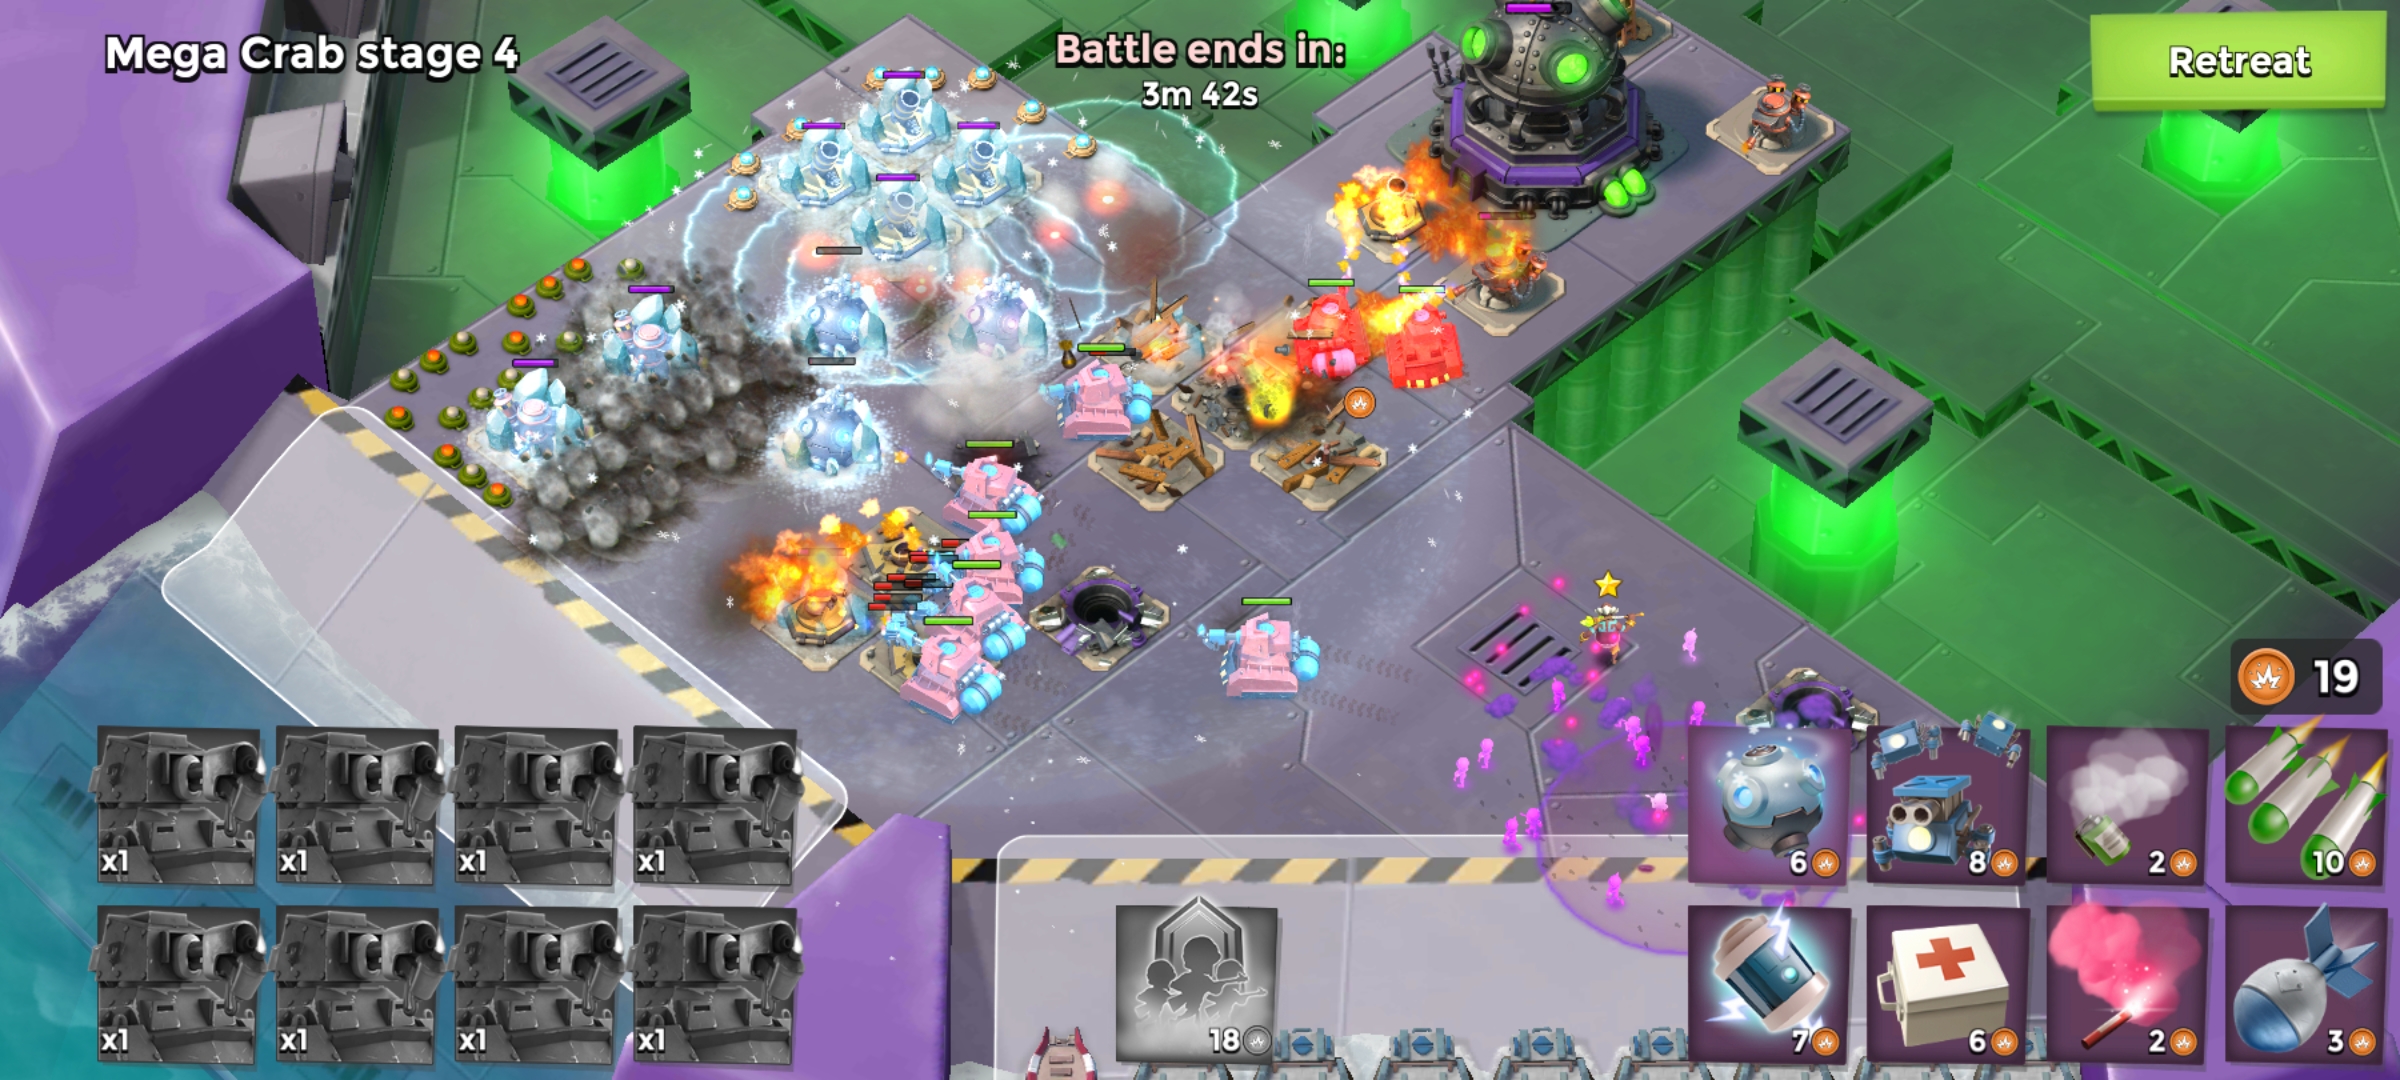 Mega Crab stage 4
Battle ends in:
3m 42s
Retreat
19
x1 x1 x1 x1
6 8 2 10
x1 x1 x1 x1
18
7 6 2 3